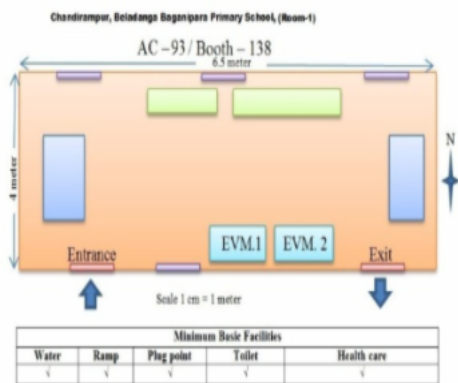 Chandirampur, Beladanga Baganipara Primary School, (Room-1)
AC -93/ Booth - 138
6.5 meter
4 meter
N
EVM.1 EVM. 2
Entrance Exit
Scale 1 cm = 1 meter
Minimum Basic Facilities
Water Ramp Plug point Toilet Health care
√ √ √ √ √